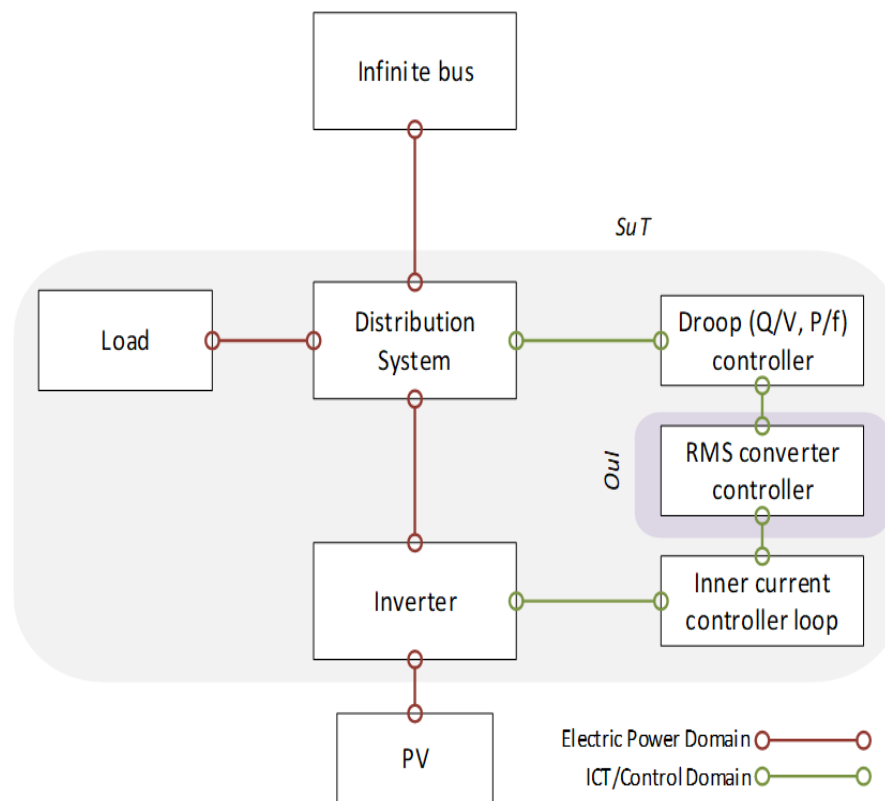 Infinite bus
SuT
Load
Distribution
System
Droop (Q/V, P/f)
controller
OuI
RMS converter
controller
Inverter
Inner current
controller loop
PV
Electric Power Domain
ICT/Control Domain